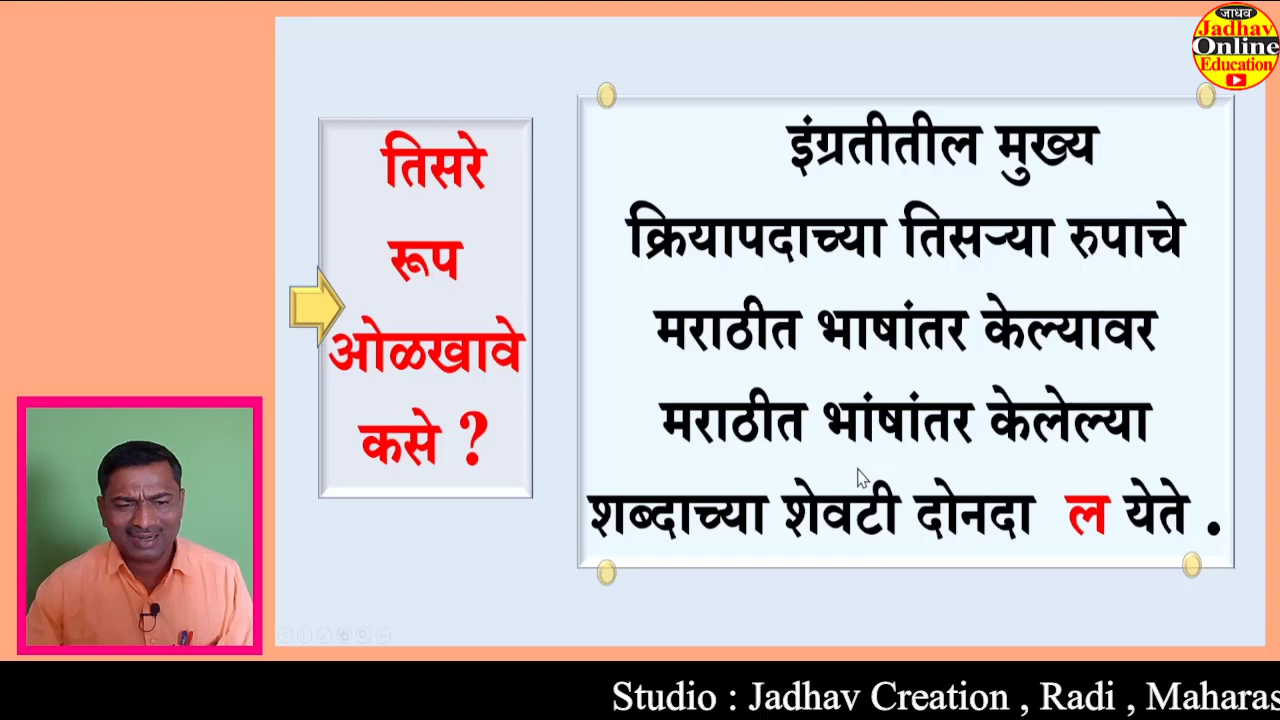 जाधव
Jadhav
Online
Education
तिसरे
रूप
ओळखावे
कसे ?
इंग्रतीतील मुख्य
क्रियापदाच्या तिसऱ्या रुपाचे
मराठीत भाषांतर केल्यावर
मराठीत भांषांतर केलेल्या
शब्दाच्या शेवटी दोनदा ल येते .
Studio : Jadhav Creation , Radi , Maharas